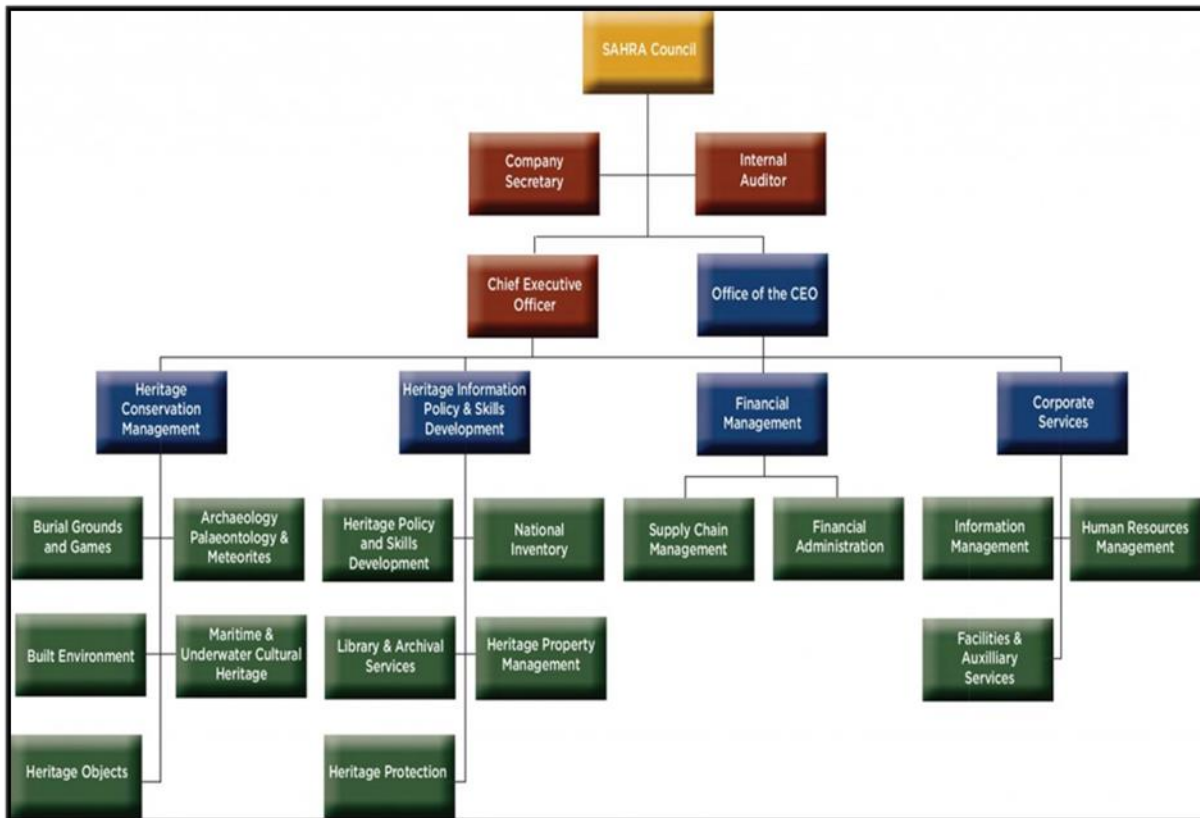 SAHRA Council
Company
Secretary
Internal
Auditor
Chief Executive
Officer
Office of the CEO
Heritage
Conservation
Management
Heritage Information
Policy & Skills
Development
Financial
Management
Corporate
Services
Burial Grounds
and Games
Archaeology
Palaeontology &
Meteorites
Heritage Policy
and Skills
Development
National
Inventory
Supply Chain
Management
Financial
Administration
Information
Management
Human Resources
Management
Built Environment
Maritime &
Underwater Cultural
Heritage
Library & Archival
Services
Heritage Property
Management
Facilities &
Auxilliary
Services
Heritage Objects
Heritage Protection